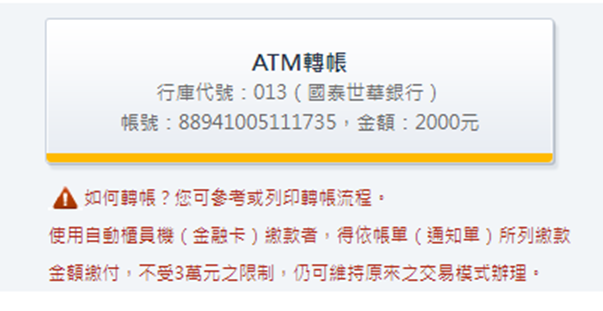 ATM轉帳
行庫代號：013（國泰世華銀行）
帳號：88941005111735，金額：2000元
如何轉帳？您可參考或列印轉帳流程。
使用自動櫃員機（金融卡）繳款者，得依帳單（通知單）所列繳款
金額繳付，不受3萬元之限制，仍可維持原來之交易模式辦理。